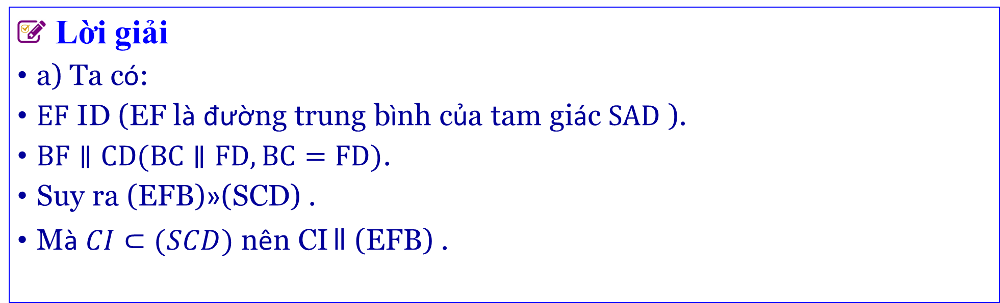 Lời giải
• a) Ta có:
• EF ID (EF là đường trung bình của tam giác SAD ).
• BF ∥ CD(BC ∥ FD, BC = FD).
• Suy ra (EFB)»(SCD) .
• Mà CI ⊂ (SCD) nên CI ∥ (EFB) .